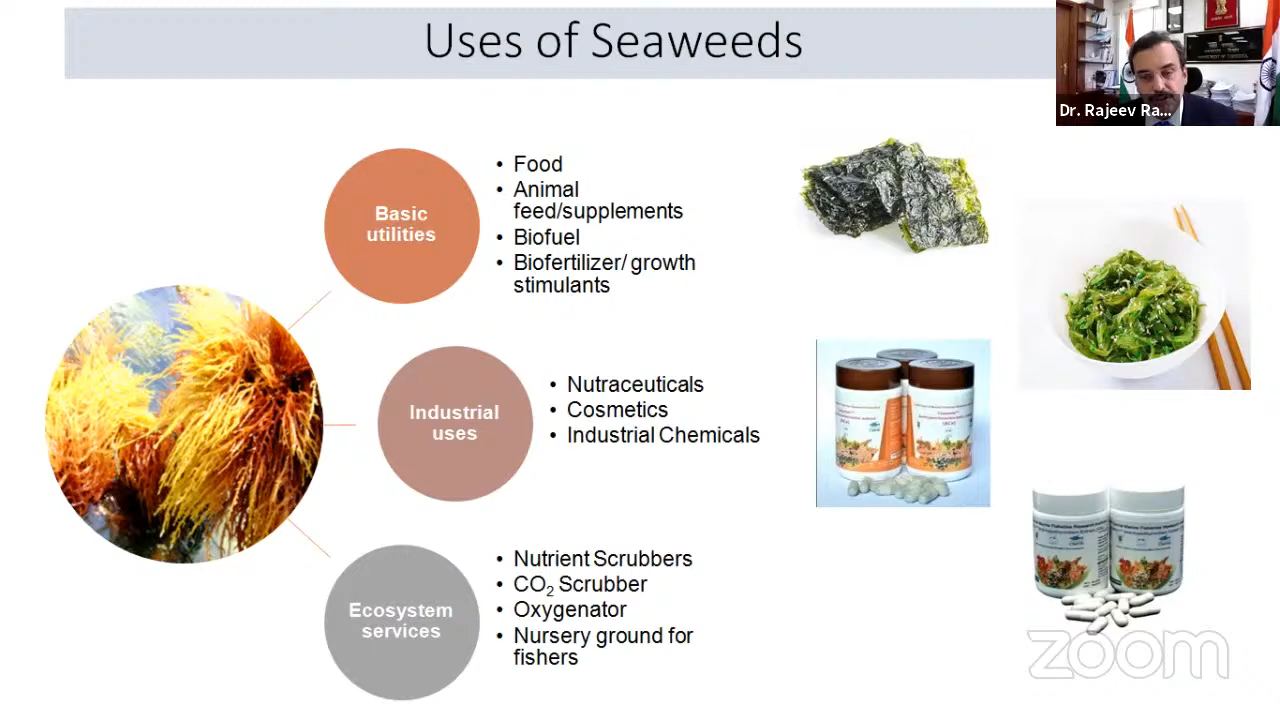 Uses of Seaweeds
Dr. Rajeev Ra...
Basic
utilities
• Food
• Animal
feed/supplements
• Biofuel
• Biofertilizer/ growth
stimulants
Industrial
uses
• Nutraceuticals
• Cosmetics
• Industrial Chemicals
Ecosystem
services
• Nutrient Scrubbers
• CO₂ Scrubber
• Oxygenator
• Nursery ground for
fishers
zoom